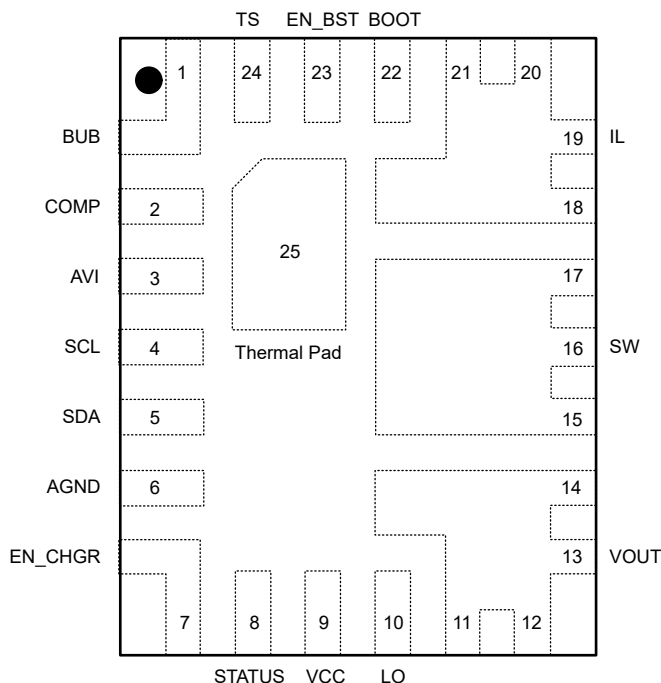 TS EN_BST BOOT
1 24 23 22 21 20
BUB 19 IL
COMP 2 18
25
AVI 3 17
SCL 4 Thermal Pad 16 SW
SDA 5 15
AGND 6 14
EN_CHGR 13 VOUT
7 8 9 10 11 12
STATUS VCC LO